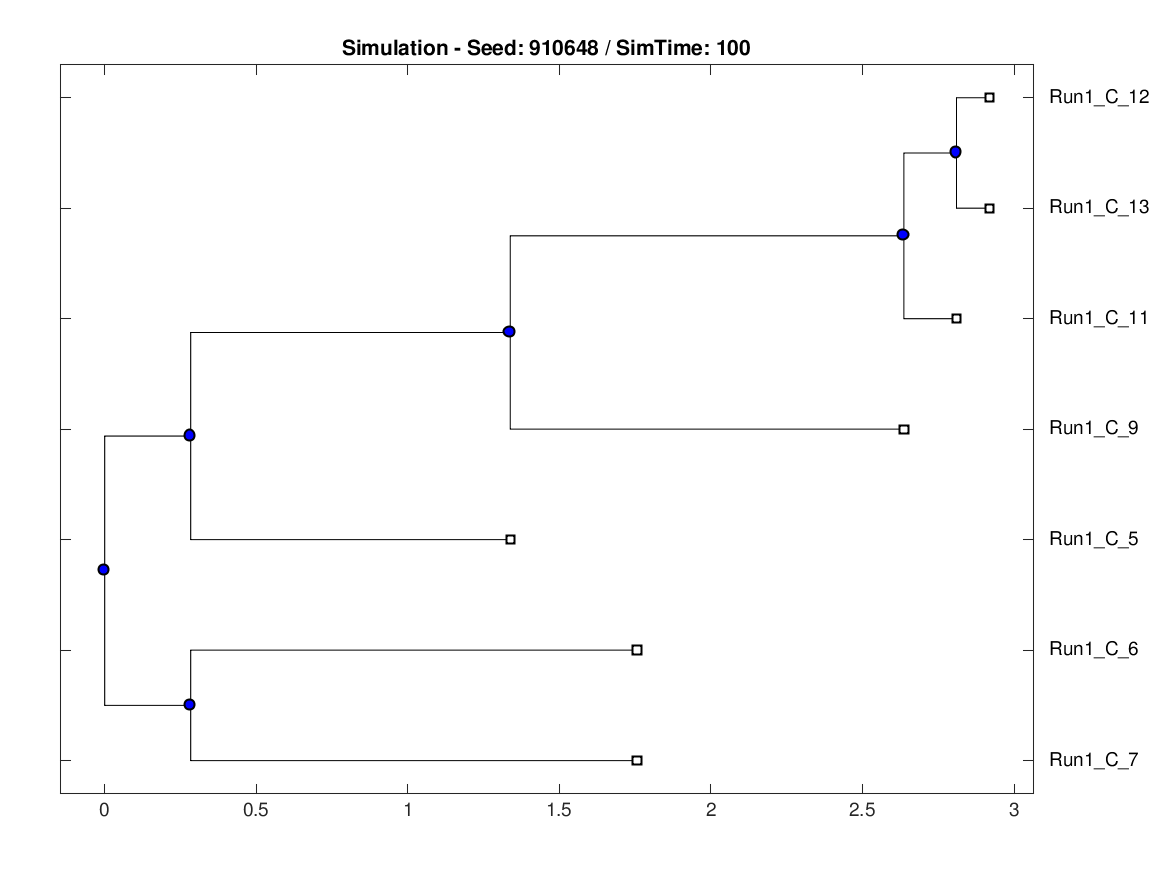 Simulation - Seed: 910648 / SimTime: 100
Run1_C_12
Run1_C_13
Run1_C_11
Run1_C_9
Run1_C_5
Run1_C_6
Run1_C_7
0 0.5 1 1.5 2 2.5 3